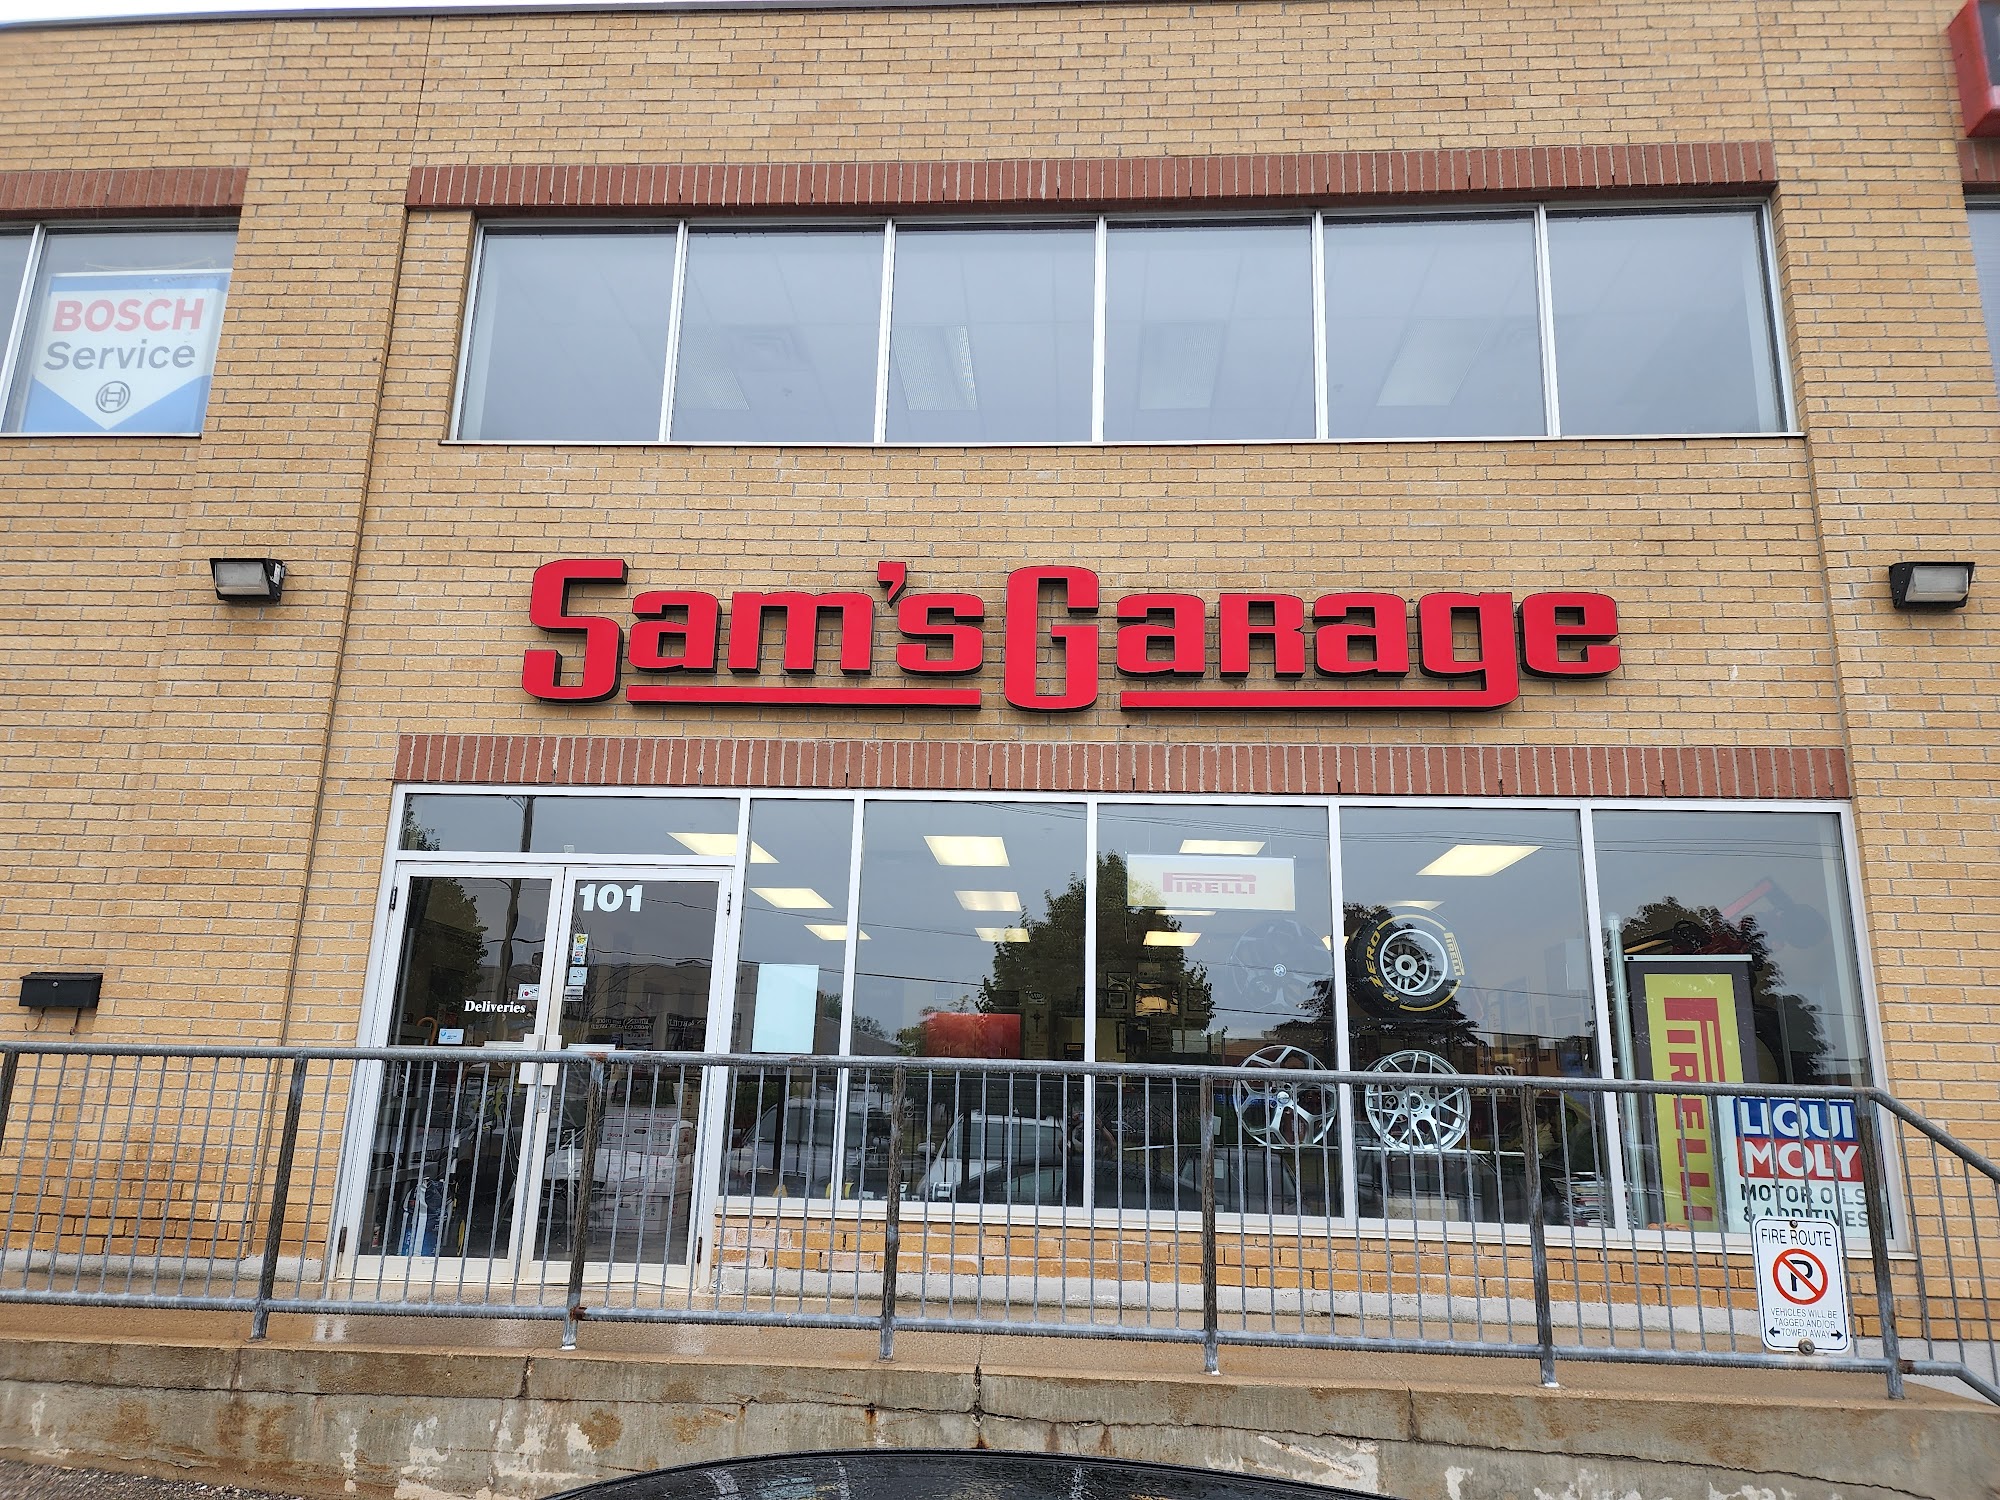 BOSCH
Service
Sam's Garage
101
Deliveries
PIRELLI
P ZERO
PIRELLI
PIRELLI
LIQUI
MOLY
MOTOR OILS
& ADDITIVES
FIRE ROUTE
P
VEHICLES WILL BE
TAGGED AND/OR
TOWED AWAY